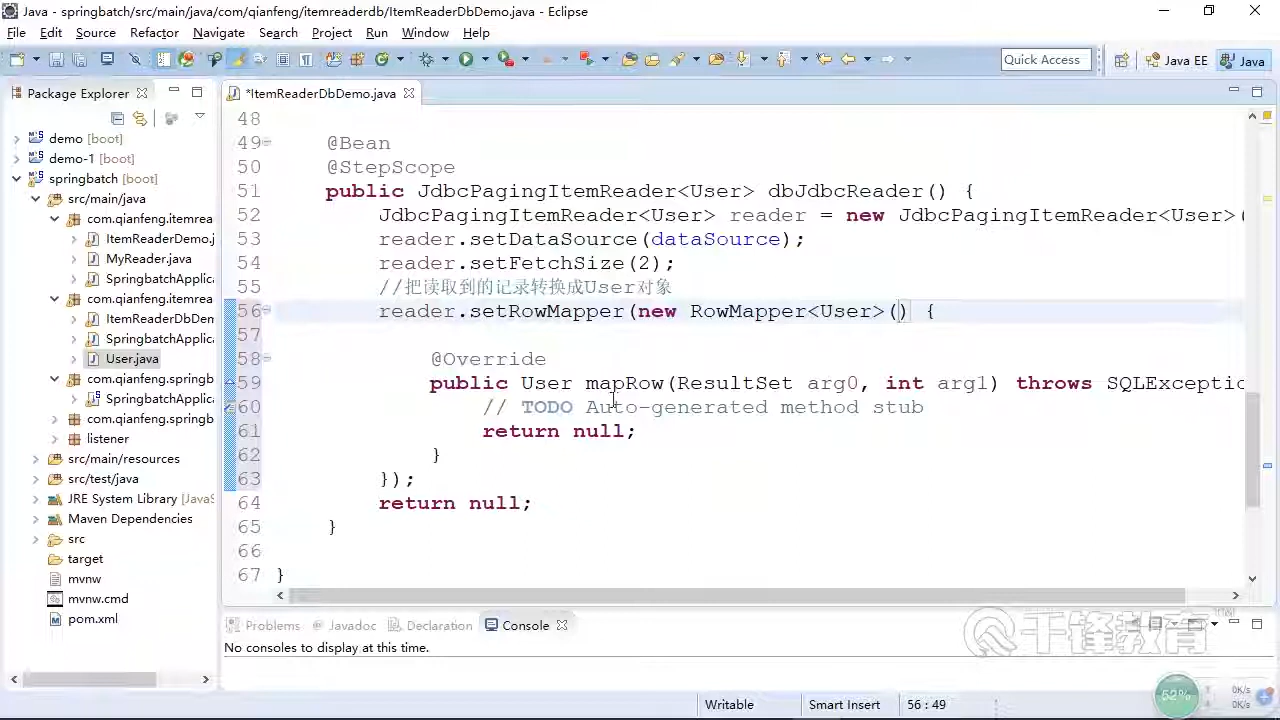 Java - springbatch/src/main/java/com/qianfeng/itemreaderdb/ItemReaderDbDemo.java - Eclipse
File Edit Source Refactor Navigate Search Project Run Window Help
Quick Access
Java EE
Java
Package Explorer
*ItemReaderDbDemo.java
demo [boot]
demo-1 [boot]
springbatch [boot]
src/main/java
com.qianfeng.itemrea
ItemReaderDemo.j
MyReader.java
SpringbatchApplic
com.qianfeng.itemrea
ItemReaderDbDemo
SpringbatchApplic
User.java
com.qianfeng.springb
SpringbatchApplic
com.qianfeng.springb
listener
src/main/resources
src/test/java
JRE System Library [JavaS
Maven Dependencies
src
target
mvnw
mvnw.cmd
pom.xml
48
49 @Bean
50 @StepScope
51 public JdbcPagingItemReader<User> dbJdbcReader() {
52 JdbcPagingItemReader<User> reader = new JdbcPagingItemReader<User>(
53 reader.setDataSource(dataSource);
54 reader.setFetchSize(2);
55 //把读取到的记录转换成User对象
56 reader.setRowMapper(new RowMapper<User>() {
57
58 @Override
59 public User mapRow(ResultSet arg0, int arg1) throws SQLExceptio
60 // TODO Auto-generated method stub
61 return null;
62 }
63 });
64 return null;
65 }
66
67 }
Problems
Javadoc
Declaration
Console
No consoles to display at this time.
千锋教育
Writable
Smart Insert
56 : 49
52%
0K/s
0K/s